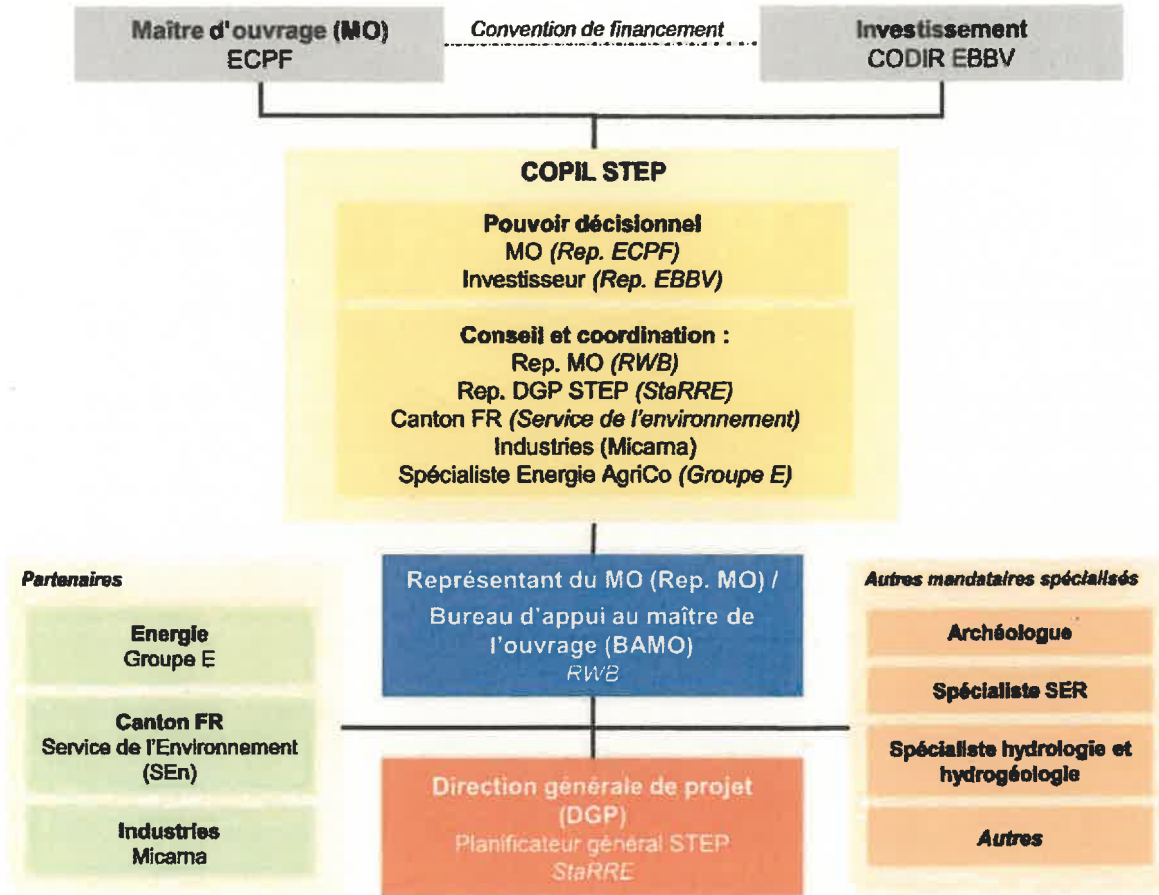 Maître d'ouvrage (MO)
ECPF
Convention de financement
Investissement
CODIR EBBV
COPIL STEP
Pouvoir décisionnel
MO (Rep. ECPF)
Investisseur (Rep. EBBV)
Conseil et coordination :
Rep. MO (RWB)
Rep. DGP STEP (StaRRE)
Canton FR (Service de l'environnement)
Industries (Micarna)
Spécialiste Energie AgriCo (Groupe E)
Partenaires
Energie
Groupe E
Canton FR
Service de l'Environnement
(SEn)
Industries
Micarna
Représentant du MO (Rep. MO) /
Bureau d'appui au maître de
l'ouvrage (BAMO)
RWB
Direction générale de projet
(DGP)
Planificateur général STEP
StaRRE
Autres mandataires spécialisés
Archéologue
Spécialiste SER
Spécialiste hydrologie et
hydrogéologie
Autres